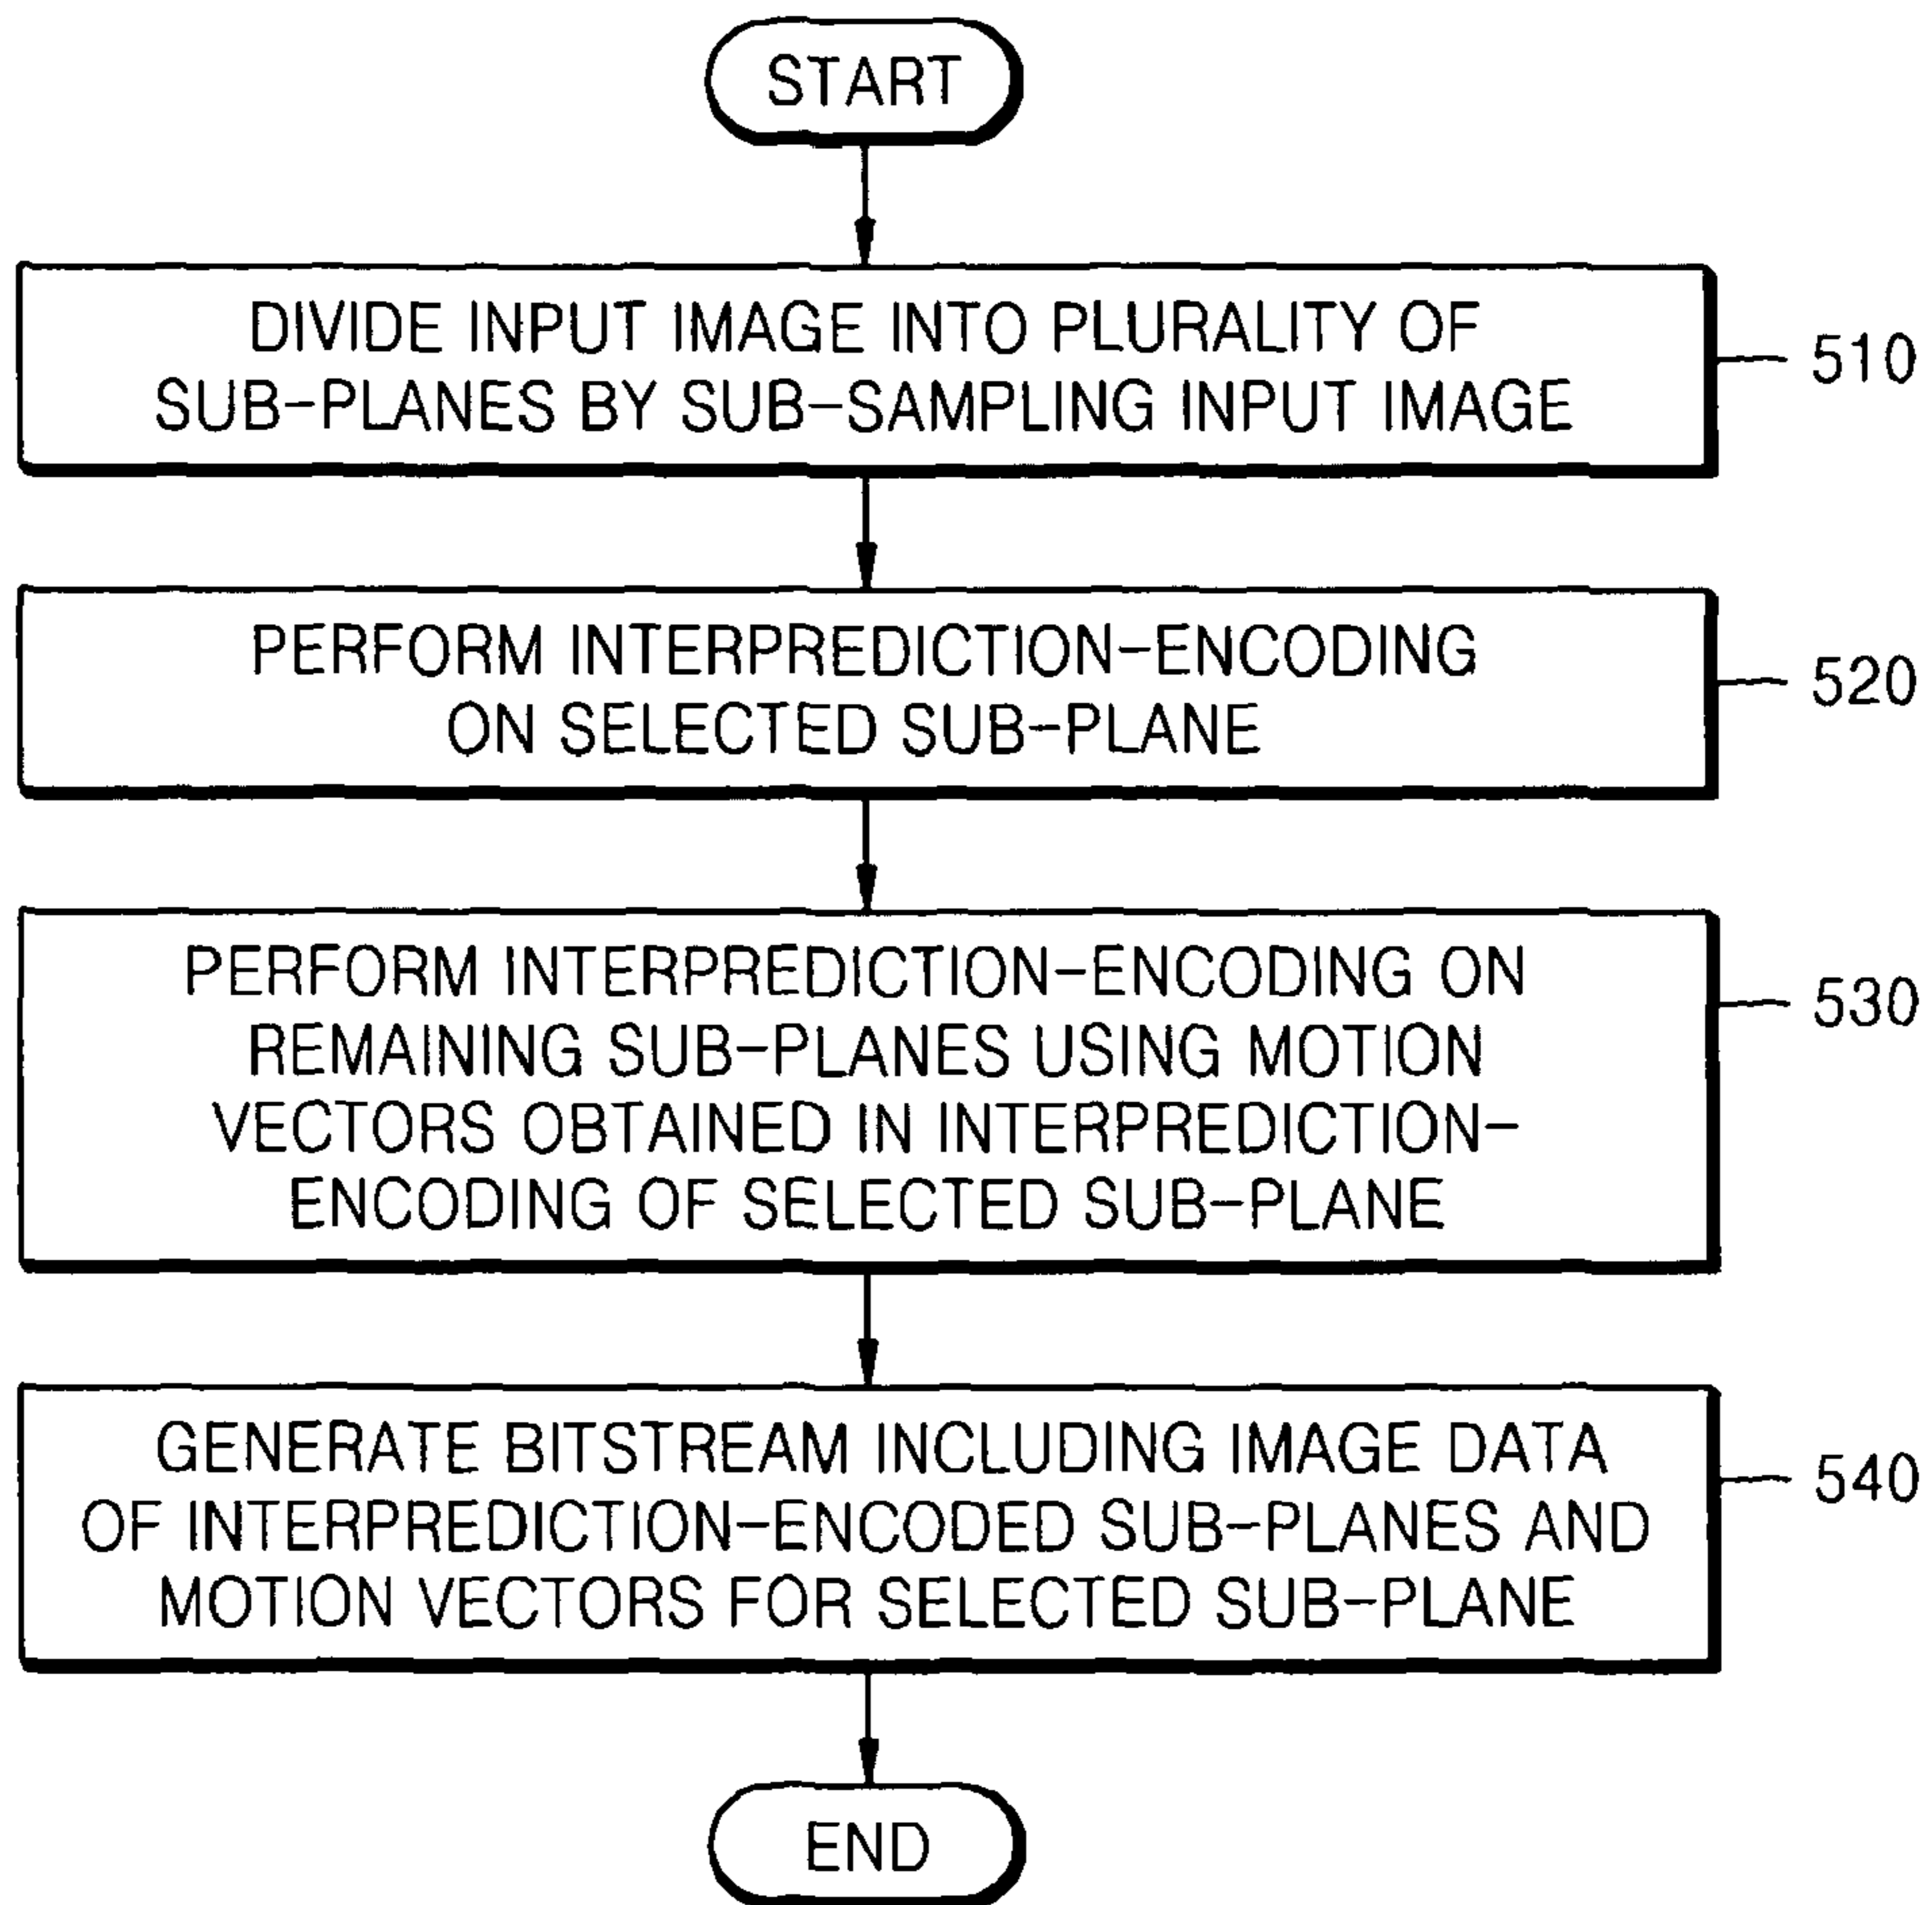 START
DIVIDE INPUT IMAGE INTO PLURALITY OF
SUB-PLANES BY SUB-SAMPLING INPUT IMAGE
510
PERFORM INTERPREDICTION-ENCODING
ON SELECTED SUB-PLANE
520
PERFORM INTERPREDICTION-ENCODING ON
REMAINING SUB-PLANES USING MOTION
VECTORS OBTAINED IN INTERPREDICTION-
ENCODING OF SELECTED SUB-PLANE
530
GENERATE BITSTREAM INCLUDING IMAGE DATA
OF INTERPREDICTION-ENCODED SUB-PLANES AND
MOTION VECTORS FOR SELECTED SUB-PLANE
540
END